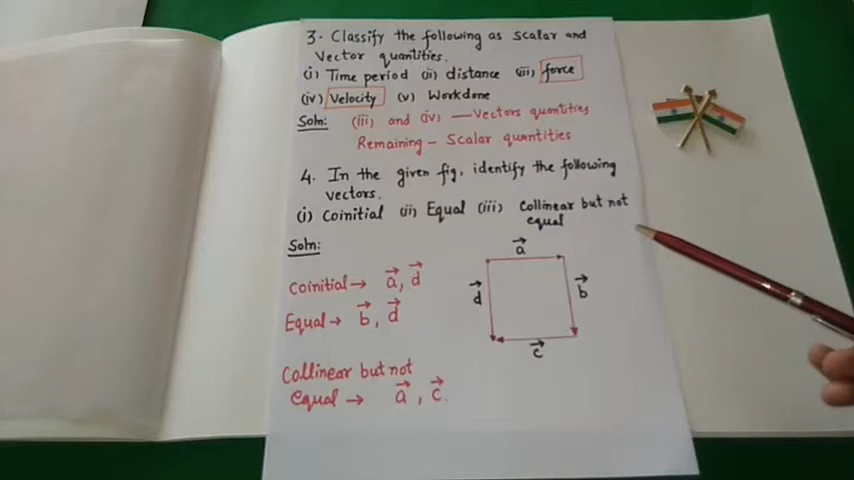 3. Classify the following as scalar and
Vector quantities.
(i) Time period (ii) distance (iii) force
(iv) Velocity (v) Workdone
Soln: (iii) and (iv) — Vectors quantities
Remaining - Scalar quantities
4. In the given fig, identify the following
vectors.
(i) Coinitial (ii) Equal (iii) Collinear but not
equal
Soln:
Coinitial → a⃗, d⃗
Equal → b⃗, d⃗
Collinear but not
equal → a⃗, c⃗.
a⃗
d⃗
b⃗
c⃗